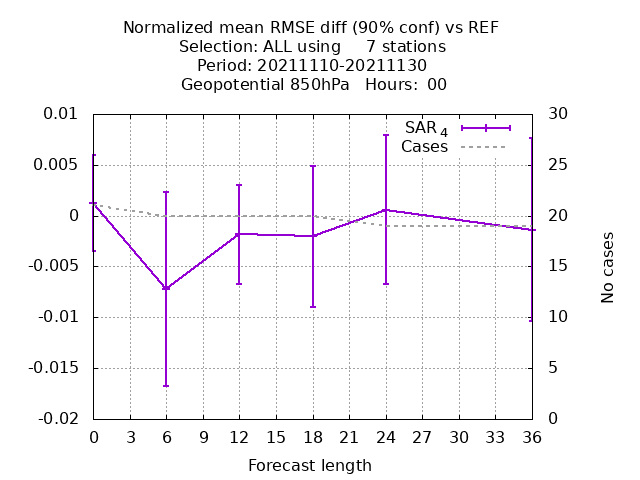 Normalized mean RMSE diff (90% conf) vs REF
Selection: ALL using     7 stations
Period: 20211110-20211130
Geopotential 850hPa   Hours:  00
0.01
0.005
0
-0.005
-0.01
-0.015
-0.02
30
25
20
15
10
5
0
SAR 4
Cases
No cases
0 3 6 9 12 15 18 21 24 27 30 33 36
Forecast length